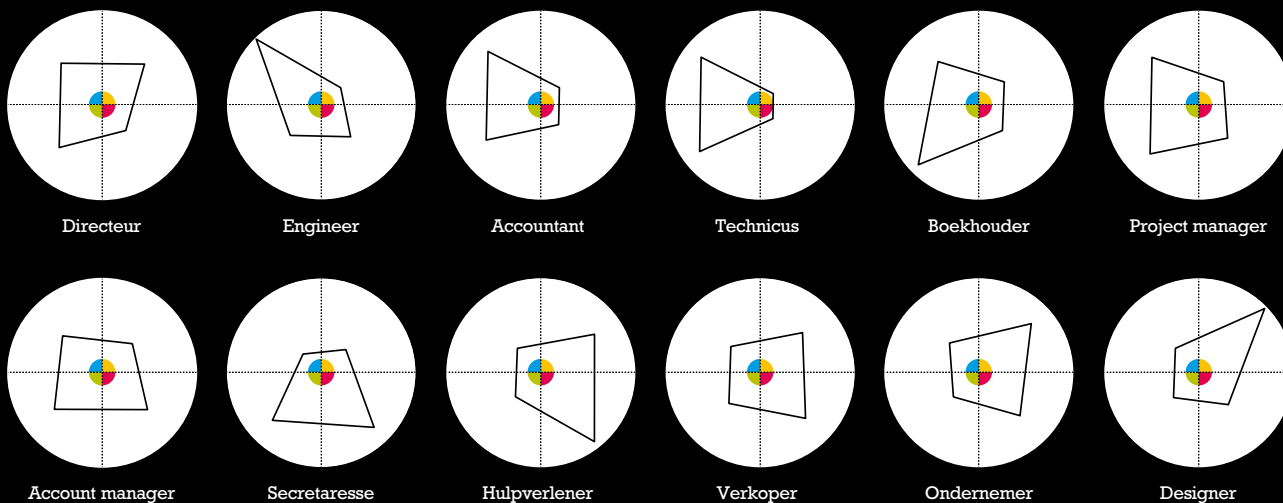 Directeur
Engineer
Accountant
Technicus
Boekhouder
Project manager
Account manager
Secretaresse
Hulpverlener
Verkoper
Ondernemer
Designer